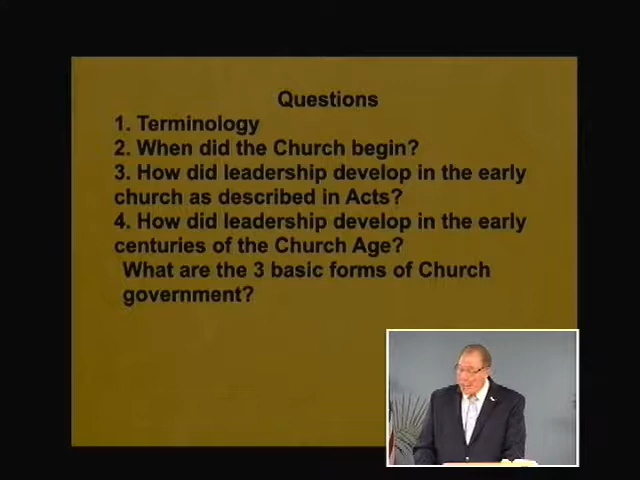 Questions
1. Terminology
2. When did the Church begin?
3. How did leadership develop in the early
church as described in Acts?
4. How did leadership develop in the early
centuries of the Church Age?
What are the 3 basic forms of Church
government?